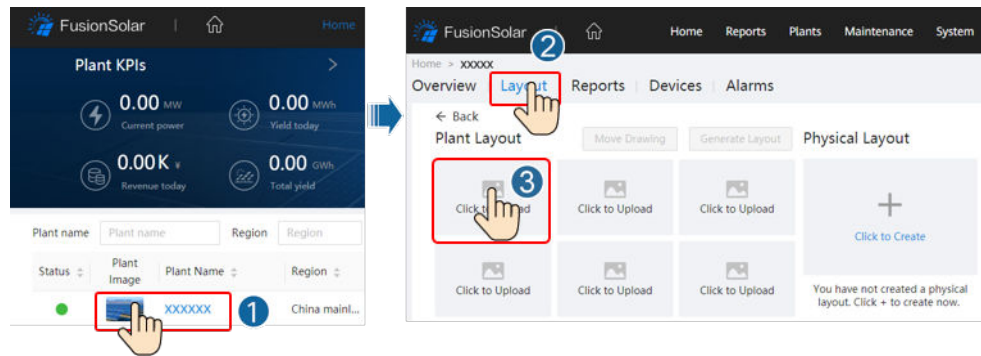 FusionSolar
Home
Plant KPIs >
0.00 MW
Current power
0.00 MWh
Yield today
0.00K ¥
Revenue today
0.00 GWh
Total yield
Plant name Plant name Region Region
Status Plant Image Plant Name Region
XXXXXX 1 China mainl...
FusionSolar
Home Reports Plants Maintenance System
2
Home > XXXXX
Overview Layout Reports Devices Alarms
← Back
Plant Layout Move Drawing Generate Layout Physical Layout
3
Click to Upload Click to Upload Click to Upload
Click to Create
Click to Upload Click to Upload Click to Upload
You have not created a physical
layout. Click + to create now.